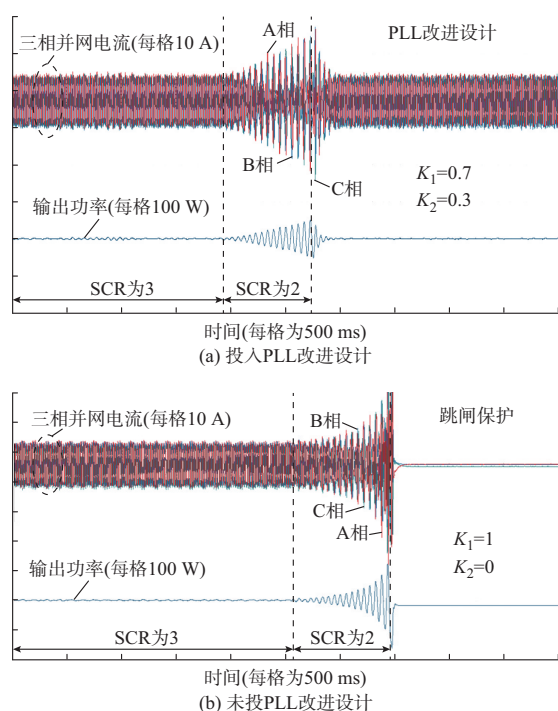 三相并网电流(每格10 A)
A相
PLL改进设计
B相
C相
K₁=0.7
K₂=0.3
输出功率(每格100 W)
SCR为3
SCR为2
时间(每格为500 ms)
(a) 投入PLL改进设计
三相并网电流(每格10 A)
B相
跳闸保护
C相
A相
K₁=1
K₂=0
输出功率(每格100 W)
SCR为3
SCR为2
时间(每格为500 ms)
(b) 未投PLL改进设计